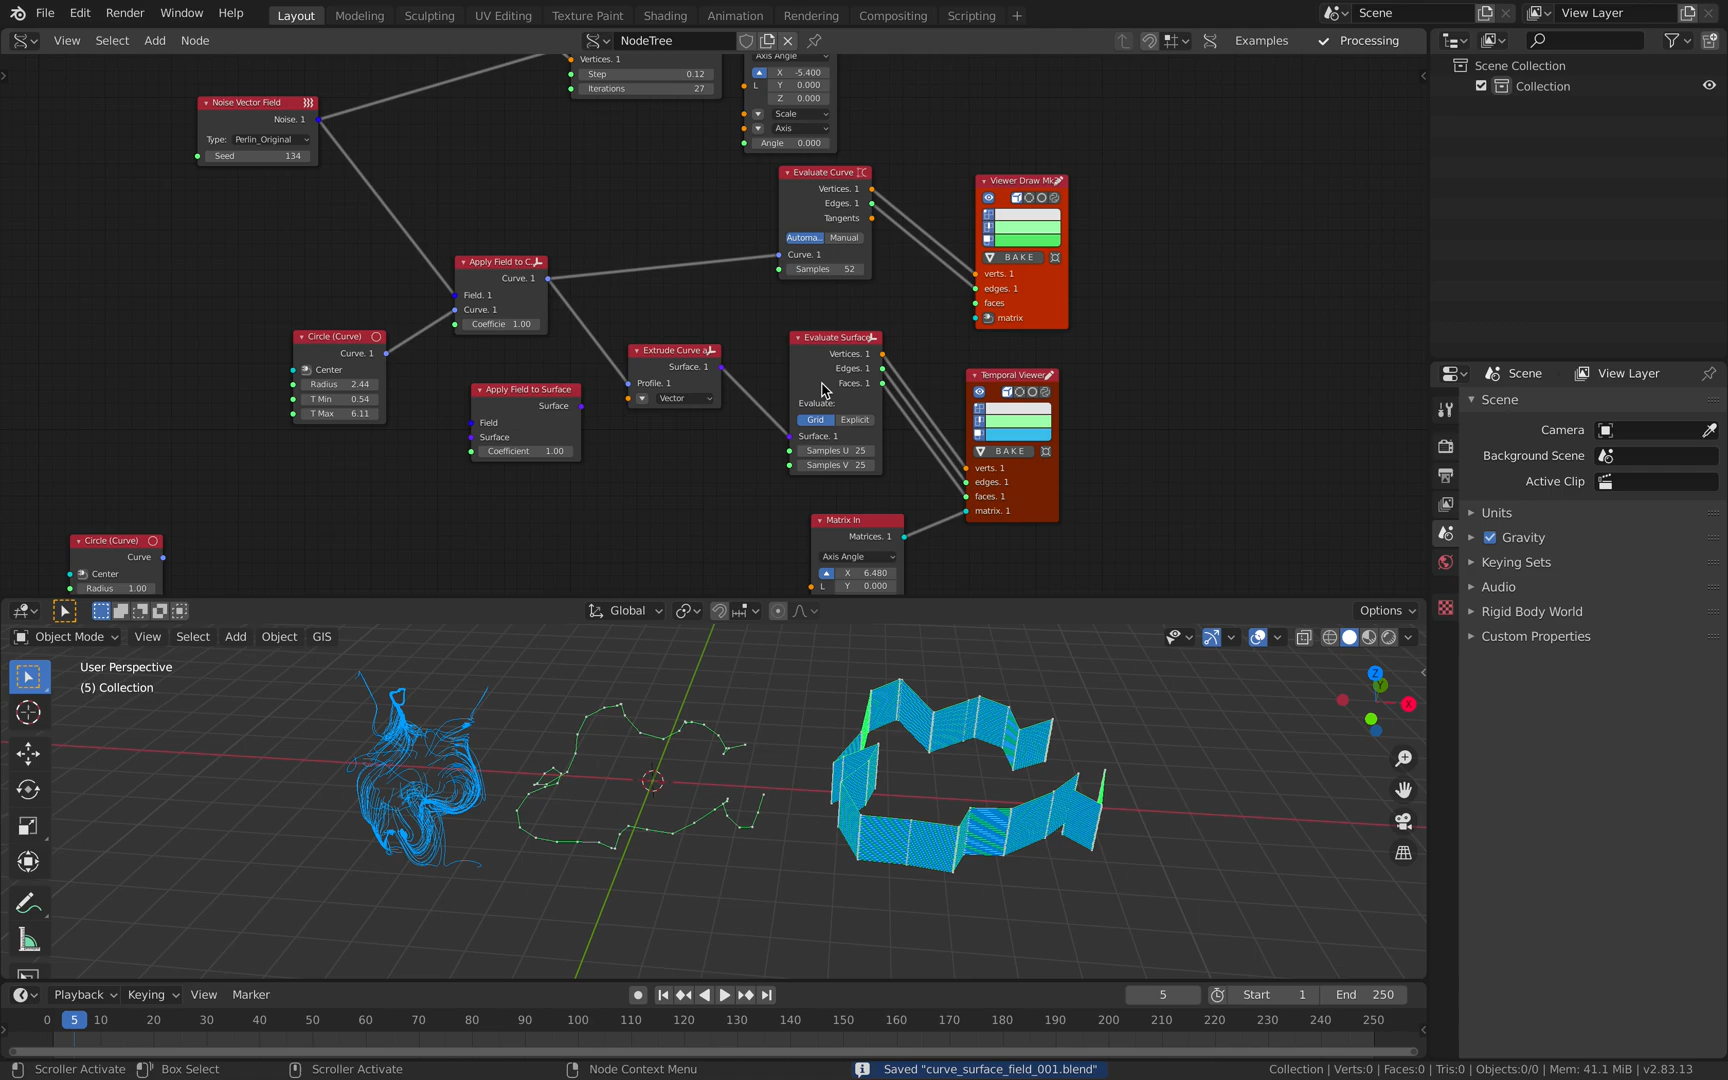 File Edit Render Window Help Layout Modeling Sculpting UV Editing Texture Paint Shading Animation Rendering Compositing Scripting + Scene View Layer
View Select Add Node NodeTree Examples Processing
Scene Collection
Collection
Vertices. 1
Step 0.12
Iterations 27
Axis Angle
X -5.400
L Y 0.000
Z 0.000
Scale
Axis
Angle 0.000
Noise Vector Field
Noise. 1
Type: Perlin_Original
Seed 134
Evaluate Curve
Vertices. 1
Edges. 1
Tangents
Automa.. Manual
Curve. 1
Samples 52
Viewer Draw Mk
BAKE
verts. 1
edges. 1
faces
matrix
Apply Field to C..
Curve. 1
Field. 1
Curve. 1
Coefficie 1.00
Circle (Curve)
Curve. 1
Center
Radius 2.44
T Min 0.54
T Max 6.11
Extrude Curve a
Surface. 1
Profile. 1
Vector
Apply Field to Surface
Surface
Field
Surface
Coefficient 1.00
Evaluate Surface
Vertices. 1
Edges. 1
Faces. 1
Evaluate:
Grid Explicit
Surface. 1
Samples U 25
Samples V 25
Temporal Viewer
BAKE
verts. 1
edges. 1
faces. 1
matrix. 1
Matrix In
Matrices. 1
Axis Angle
X 6.480
L Y 0.000
Circle (Curve)
Curve
Center
Radius 1.00
Scene View Layer
Scene
Camera
Background Scene
Active Clip
Units
Gravity
Keying Sets
Audio
Rigid Body World
Custom Properties
Global Options
Object Mode View Select Add Object GIS
User Perspective
(5) Collection
Z
Y
X
Playback Keying View Marker 5 Start 1 End 250
0 5 10 20 30 40 50 60 70 80 90 100 110 120 130 140 150 160 170 180 190 200 210 220 230 240 250
Scroller Activate Box Select Scroller Activate Node Context Menu Saved "curve_surface_field_001.blend" Collection | Verts:0 | Faces:0 | Tris:0 | Objects:0/0 | Mem: 41.1 MiB | v2.83.13